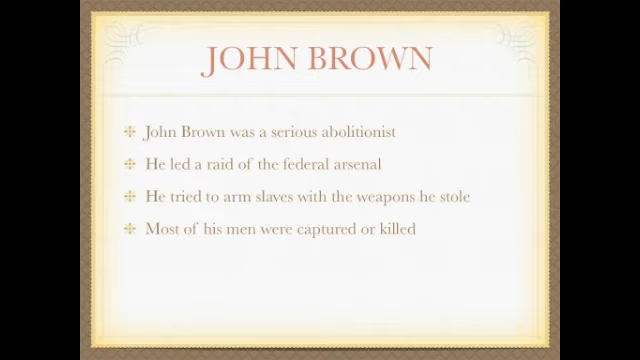 JOHN BROWN
John Brown was a serious abolitionist
He led a raid of the federal arsenal
He tried to arm slaves with the weapons he stole
Most of his men were captured or killed